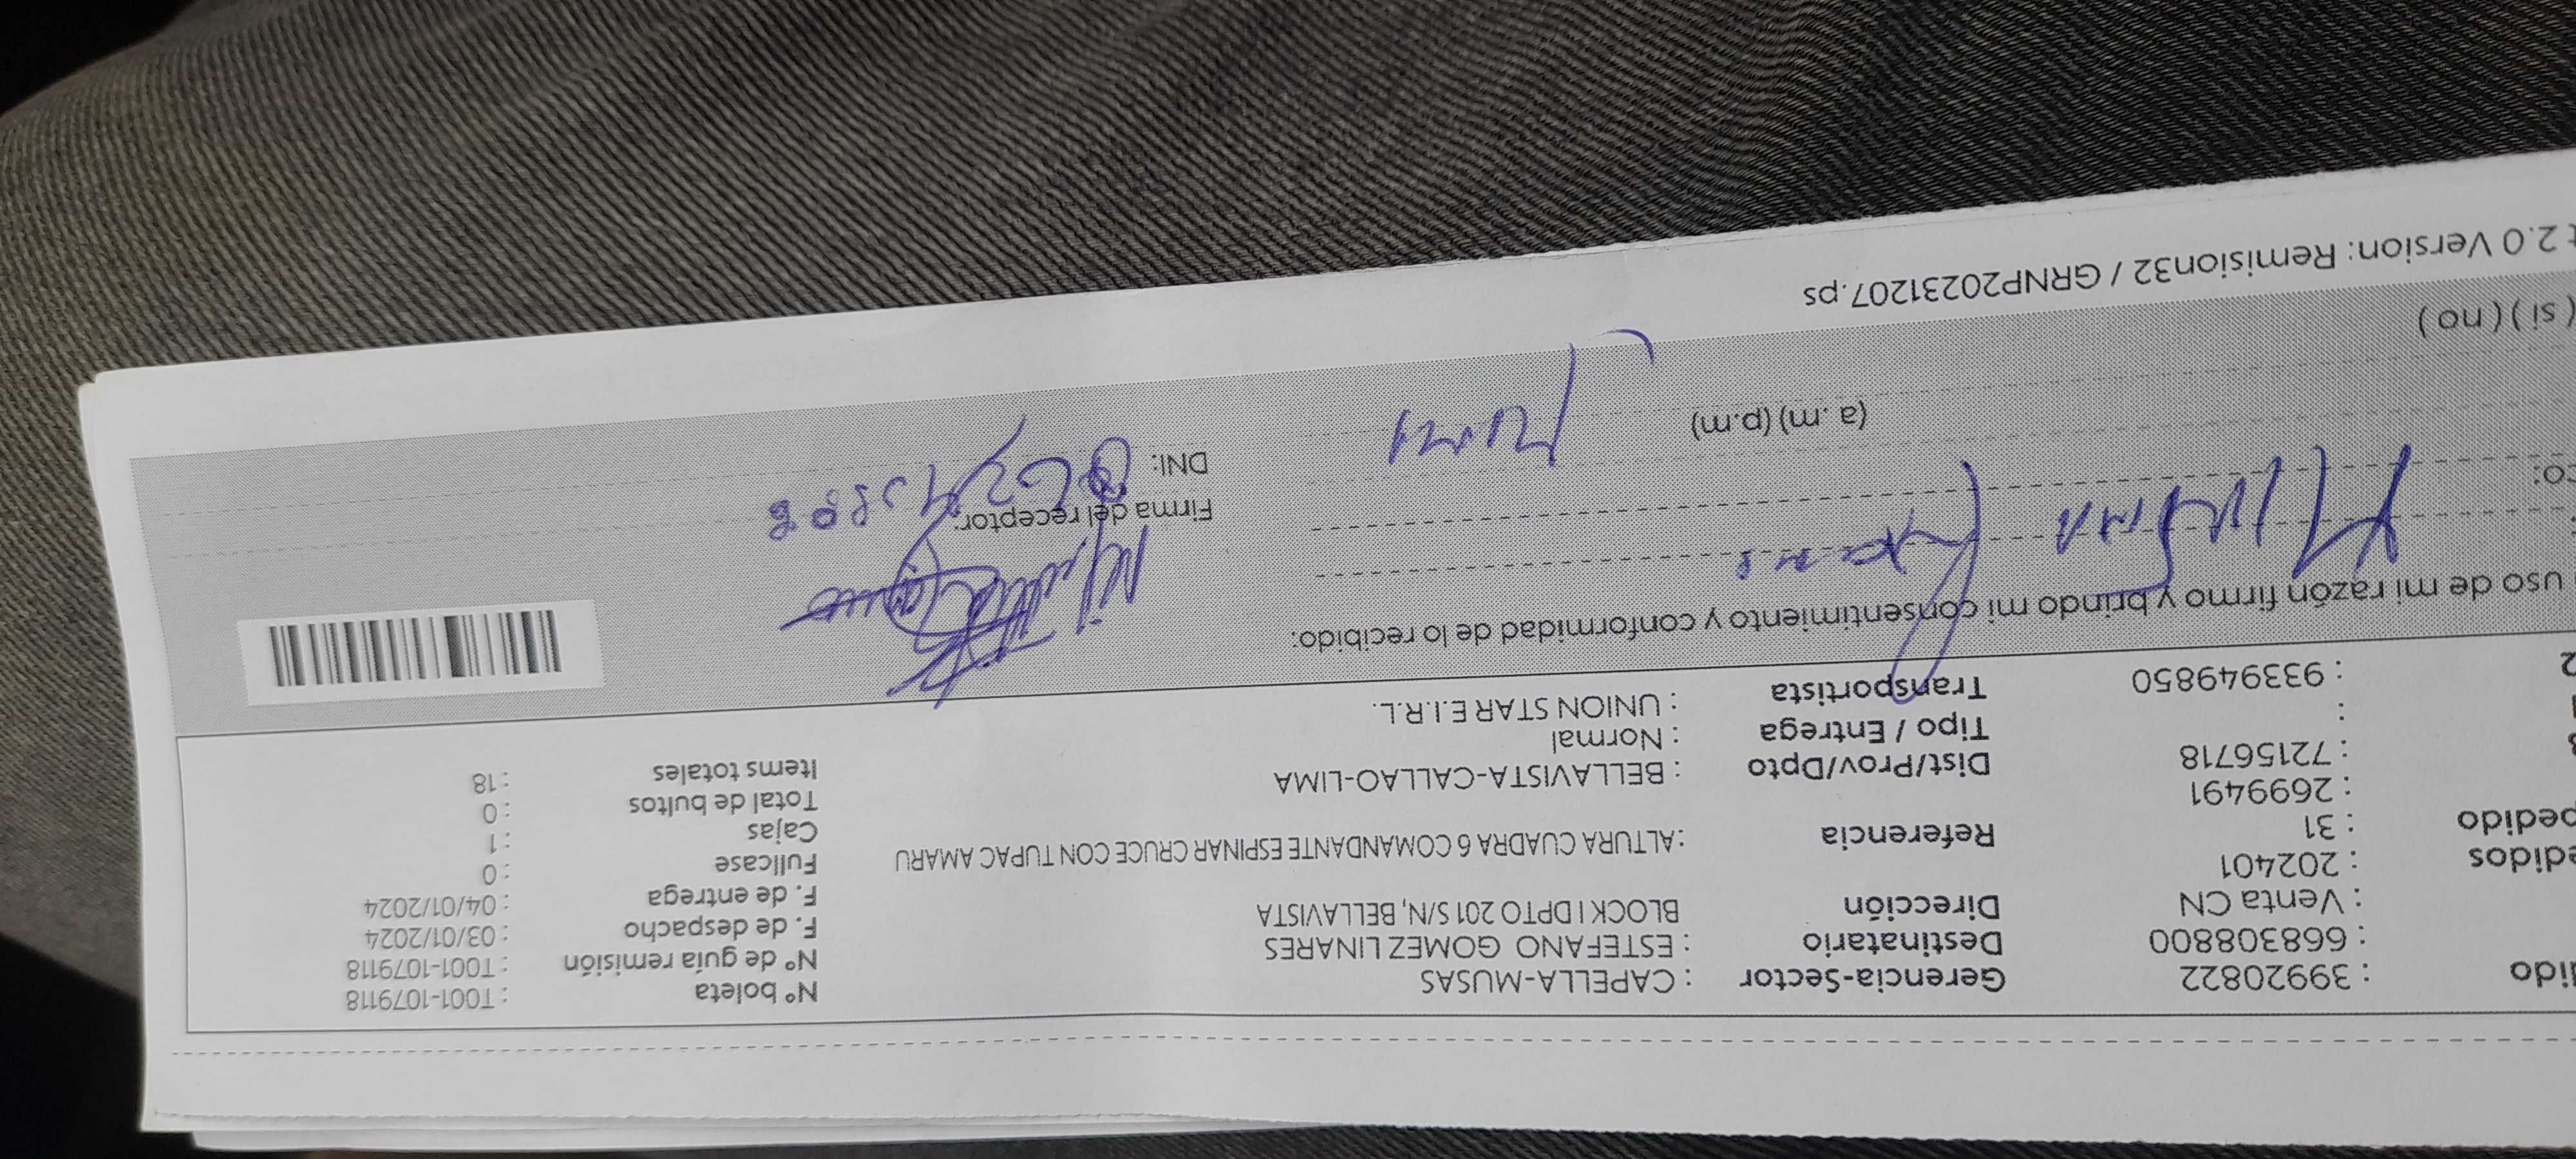 dido : 39920822 Gerencia-Sector : CAPELLA-MUSAS Nº boleta : T001-1079118
: 668308800 Destinatario : ESTEFANO GOMEZ LINARES Nº de guía remisión : T001-1079118
: Venta CN Dirección BLOCK I DPTO 201 S/N, BELLAVISTA F. de despacho : 03/01/2024
edidos : 202401 F. de entrega : 04/01/2024
pedido : 31 Referencia : ALTURA CUADRA 6 COMANDANTE ESPINAR CRUCE CON TUPAC AMARU Fullcase : 0
: 2699491 Cajas : 1
: 72156718 Dist/Prov/Dpto : BELLAVISTA-CALLAO-LIMA Total de bultos : 0
: Tipo / Entrega : Normal Items totales : 18
2 : 933949850 Transportista : UNION STAR E.I.R.L.
uso de mi razón firmo y brindo mi consentimiento y conformidad de lo recibido:
Firma del receptor:
co:
DNI:
(a. m) (p.m)
( si ) ( no )
t 2.0 Version: Remision32 / GRNP20231207.ps